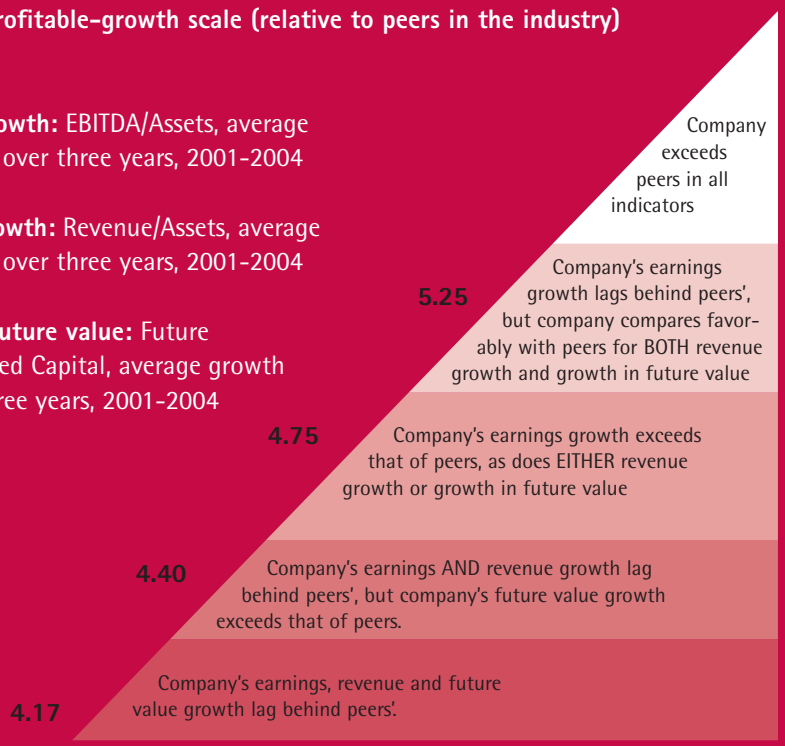 rofitable-growth scale (relative to peers in the industry)
owth: EBITDA/Assets, average
over three years, 2001-2004
owth: Revenue/Assets, average
over three years, 2001-2004
uture value: Future
ed Capital, average growth
ree years, 2001-2004
Company
exceeds
peers in all
indicators
5.25
Company's earnings
growth lags behind peers',
but company compares favor-
ably with peers for BOTH revenue
growth and growth in future value
4.75
Company's earnings growth exceeds
that of peers, as does EITHER revenue
growth or growth in future value
4.40
Company's earnings AND revenue growth lag
behind peers', but company's future value growth
exceeds that of peers.
4.17
Company's earnings, revenue and future
value growth lag behind peers'.